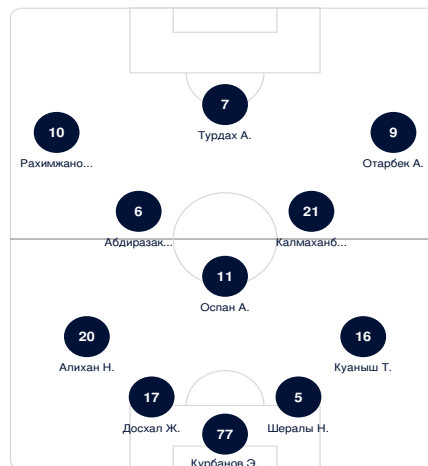 7
Турдах А.
10
Рахимжано...
9
Отарбек А.
6
Абдиразак...
21
Калмаханб...
11
Оспан А.
20
Алихан Н.
16
Куаныш Т.
17
Досхал Ж.
5
Шералы Н.
77
Курбанов Э.